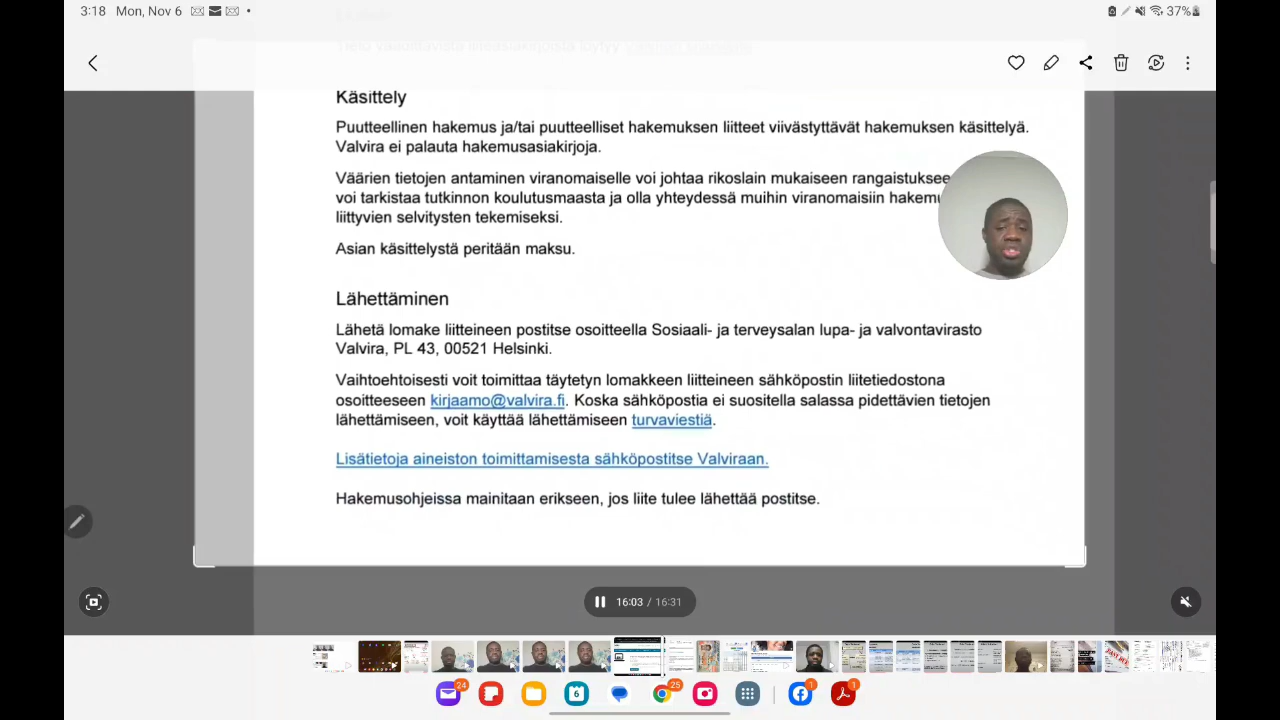 3:18 Mon, Nov 6
37%
Käsittely
Puutteellinen hakemus ja/tai puutteelliset hakemuksen liitteet viivästyttävät hakemuksen käsittelyä.
Valvira ei palauta hakemusasiakirjoja.
Väärien tietojen antaminen viranomaiselle voi johtaa rikoslain mukaiseen
voi tarkistaa tutkinnon koulutusmaasta ja olla yhteydessä muihin viranomaisiin
liittyvien selvitysten tekemiseksi.
Asian käsittelystä peritään maksu.
Lähettäminen
Lähetä lomake liitteineen postitse osoitteella Sosiaali- ja terveysalan lupa- ja valvontavirasto
Valvira, PL 43, 00521 Helsinki.
Vaihtoehtoisesti voit toimittaa täytetyn lomakkeen liitteineen sähköpostin liitetiedostona
osoitteeseen kirjaamo@valvira.fi. Koska sähköpostia ei suositella salassa pidettävien tietojen
lähettämiseen, voit käyttää lähettämiseen turvaviestiä.
Lisätietoja aineiston toimittamisesta sähköpostitse Valviraan.
Hakemusohjeissa mainitaan erikseen, jos liite tulee lähettää postitse.
16:03 / 16:31
24
6
25
1
1